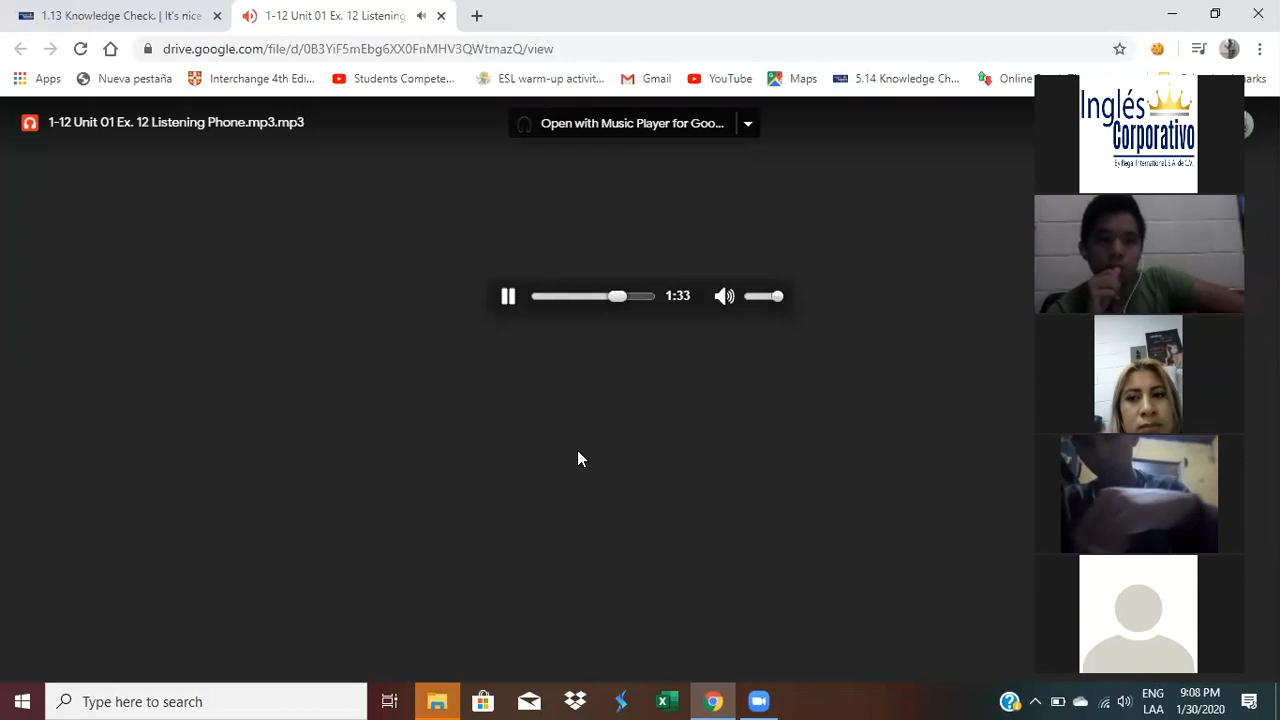 1.13 Knowledge Check. | It's nice
1-12 Unit 01 Ex. 12 Listening
drive.google.com/file/d/0B3YiF5mEbg6XX0FnMHV3QWtmazQ/view
Apps
Nueva pestaña
Interchange 4th Edi...
Students Compete...
ESL warm-up activit...
Gmail
YouTube
Maps
5.14 Knowledge Ch...
Online
1-12 Unit 01 Ex. 12 Listening Phone.mp3.mp3
Open with Music Player for Goo...
Inglés
Corporativo
1:33
Type here to search
ENG
LAA
9:08 PM
1/30/2020